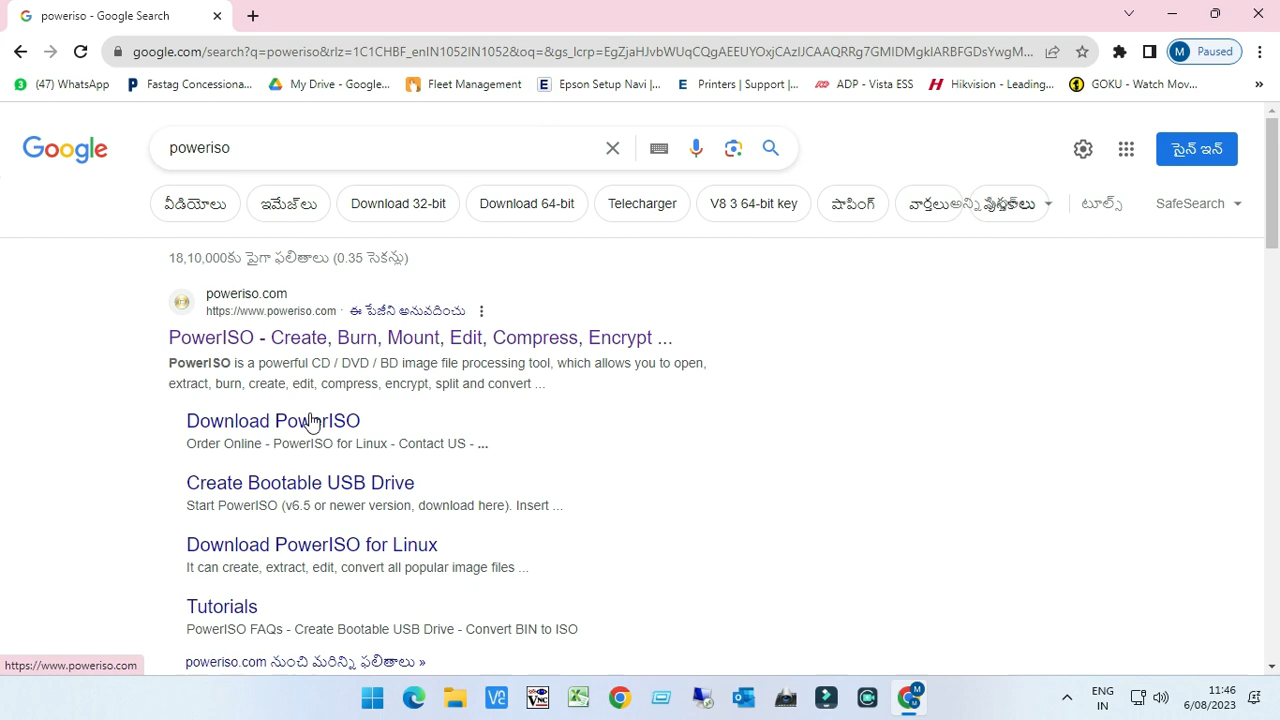 poweriso - Google Search
google.com/search?q=poweriso&rlz=1C1CHBF_enIN1052IN1052&oq=&gs_lcrp=EgZjaHJvbWUqCQgAEEUYOxjCAzIJCAAQRRg7GMIDMgkIARBFGDsYwgM...
M Paused
(47) WhatsApp
Fastag Concessiona...
My Drive - Google...
Fleet Management
Epson Setup Navi |...
Printers | Support |...
ADP - Vista ESS
Hikvision - Leading...
GOKU - Watch Mov...
»
Google
poweriso
సైన్ ఇన్
వీడియోలు
ఇమేజ్‌లు
Download 32-bit
Download 64-bit
Telecharger
V8 3 64-bit key
షాపింగ్
వార్తలు
అన్ని
పుస్తకాలు
టూల్స్
SafeSearch
18,10,000కు పైగా ఫలితాలు (0.35 సెకన్లు)
poweriso.com
https://www.poweriso.com · ఈ పేజీని అనువదించు
PowerISO - Create, Burn, Mount, Edit, Compress, Encrypt ...
PowerISO is a powerful CD / DVD / BD image file processing tool, which allows you to open,
extract, burn, create, edit, compress, encrypt, split and convert ...
Download PowerISO
Order Online - PowerISO for Linux - Contact US - ...
Create Bootable USB Drive
Start PowerISO (v6.5 or newer version, download here). Insert ...
Download PowerISO for Linux
It can create, extract, edit, convert all popular image files ...
Tutorials
PowerISO FAQs - Create Bootable USB Drive - Convert BIN to ISO
poweriso.com నుంచి మరిన్ని ఫలితాలు »
https://www.poweriso.com
ENG
IN
11:46
6/08/2023